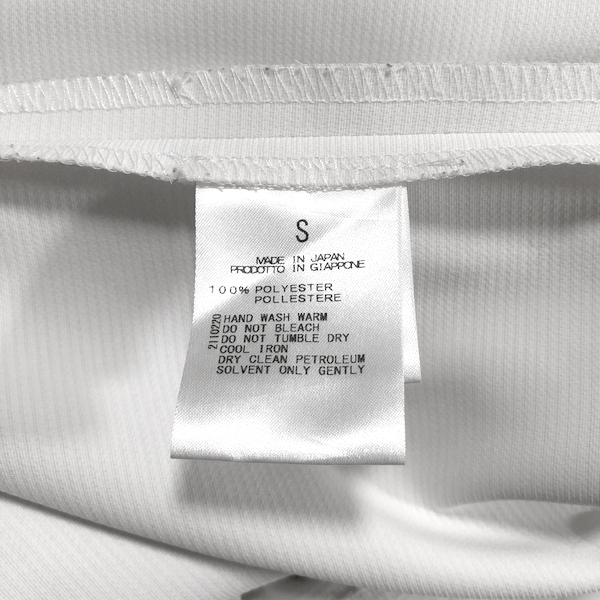 S
MADE IN JAPAN
PRODOTTO IN GIAPPONE
100% POLYESTER
POLLESTERE
2110220
HAND WASH WARM
DO NOT BLEACH
DO NOT TUMBLE DRY
COOL IRON
DRY CLEAN PETROLEUM
SOLVENT ONLY GENTLY